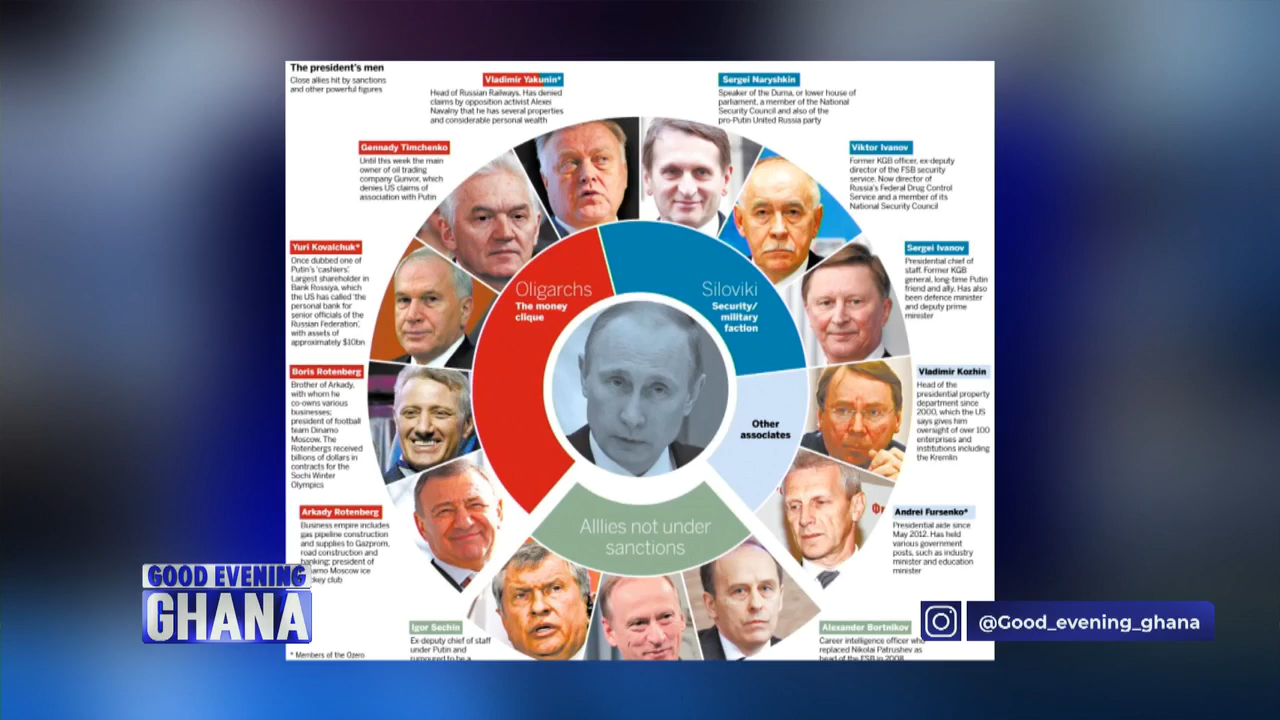 The president's men
Close allies hit by sanctions
and other powerful figures
Vladimir Yakunin*
Head of Russian Railways. Has denied
claims by opposition activist Alexei
Navalny that he has several properties
and considerable personal wealth
Sergei Naryshkin
Speaker of the Duma, or lower house of
parliament, a member of the National
Security Council and also of the
pro-Putin United Russia party
Gennady Timchenko
Until this week the main
owner of oil trading
company Gunvor, which
denies US claims of
association with Putin
Viktor Ivanov
Former KGB officer, ex-deputy
director of the FSB security
service. Now director of
Russia's Federal Drug Control
Service and a member of its
National Security Council
Yuri Kovalchuk*
Once dubbed one of
Putin's 'cashiers'.
Largest shareholder in
Bank Rossiya, which
the US has called 'the
personal bank for
senior officials of the
Russian Federation',
with assets of
approximately $10bn
Sergei Ivanov
Presidential chief of
staff. Former KGB
general, long-time Putin
friend and ally. Has also
been defence minister
and deputy prime
minister
Oligarchs
The money
clique
Siloviki
Security/
military
faction
Boris Rotenberg
Brother of Arkady,
with whom he
co-owns various
businesses;
president of football
team Dinamo
Moscow. The
Rotenbergs received
billions of dollars in
contracts for the
Sochi Winter
Olympics
Vladimir Kozhin
Head of the
presidential property
department since
2000, which the US
says gives him
oversight of over 100
enterprises and
institutions including
the Kremlin
Other
associates
Arkady Rotenberg
Business empire includes
gas pipeline construction
and supplies to Gazprom,
road construction and
banking; president of
Moscow ice
club
Andrei Fursenko*
Presidential aide since
May 2012. Has held
various government
posts, such as industry
minister and education
minister
Alllies not under
sanctions
Igor Sechin
Ex-deputy chief of staff
under Putin and
rumoured to be a
Alexander Bortnikov
Career intelligence officer who
replaced Nikolai Patrushev as
head of the FSB in 2008
* Members of the Ozero
GOOD EVENING
GHANA
@Good_evening_ghana